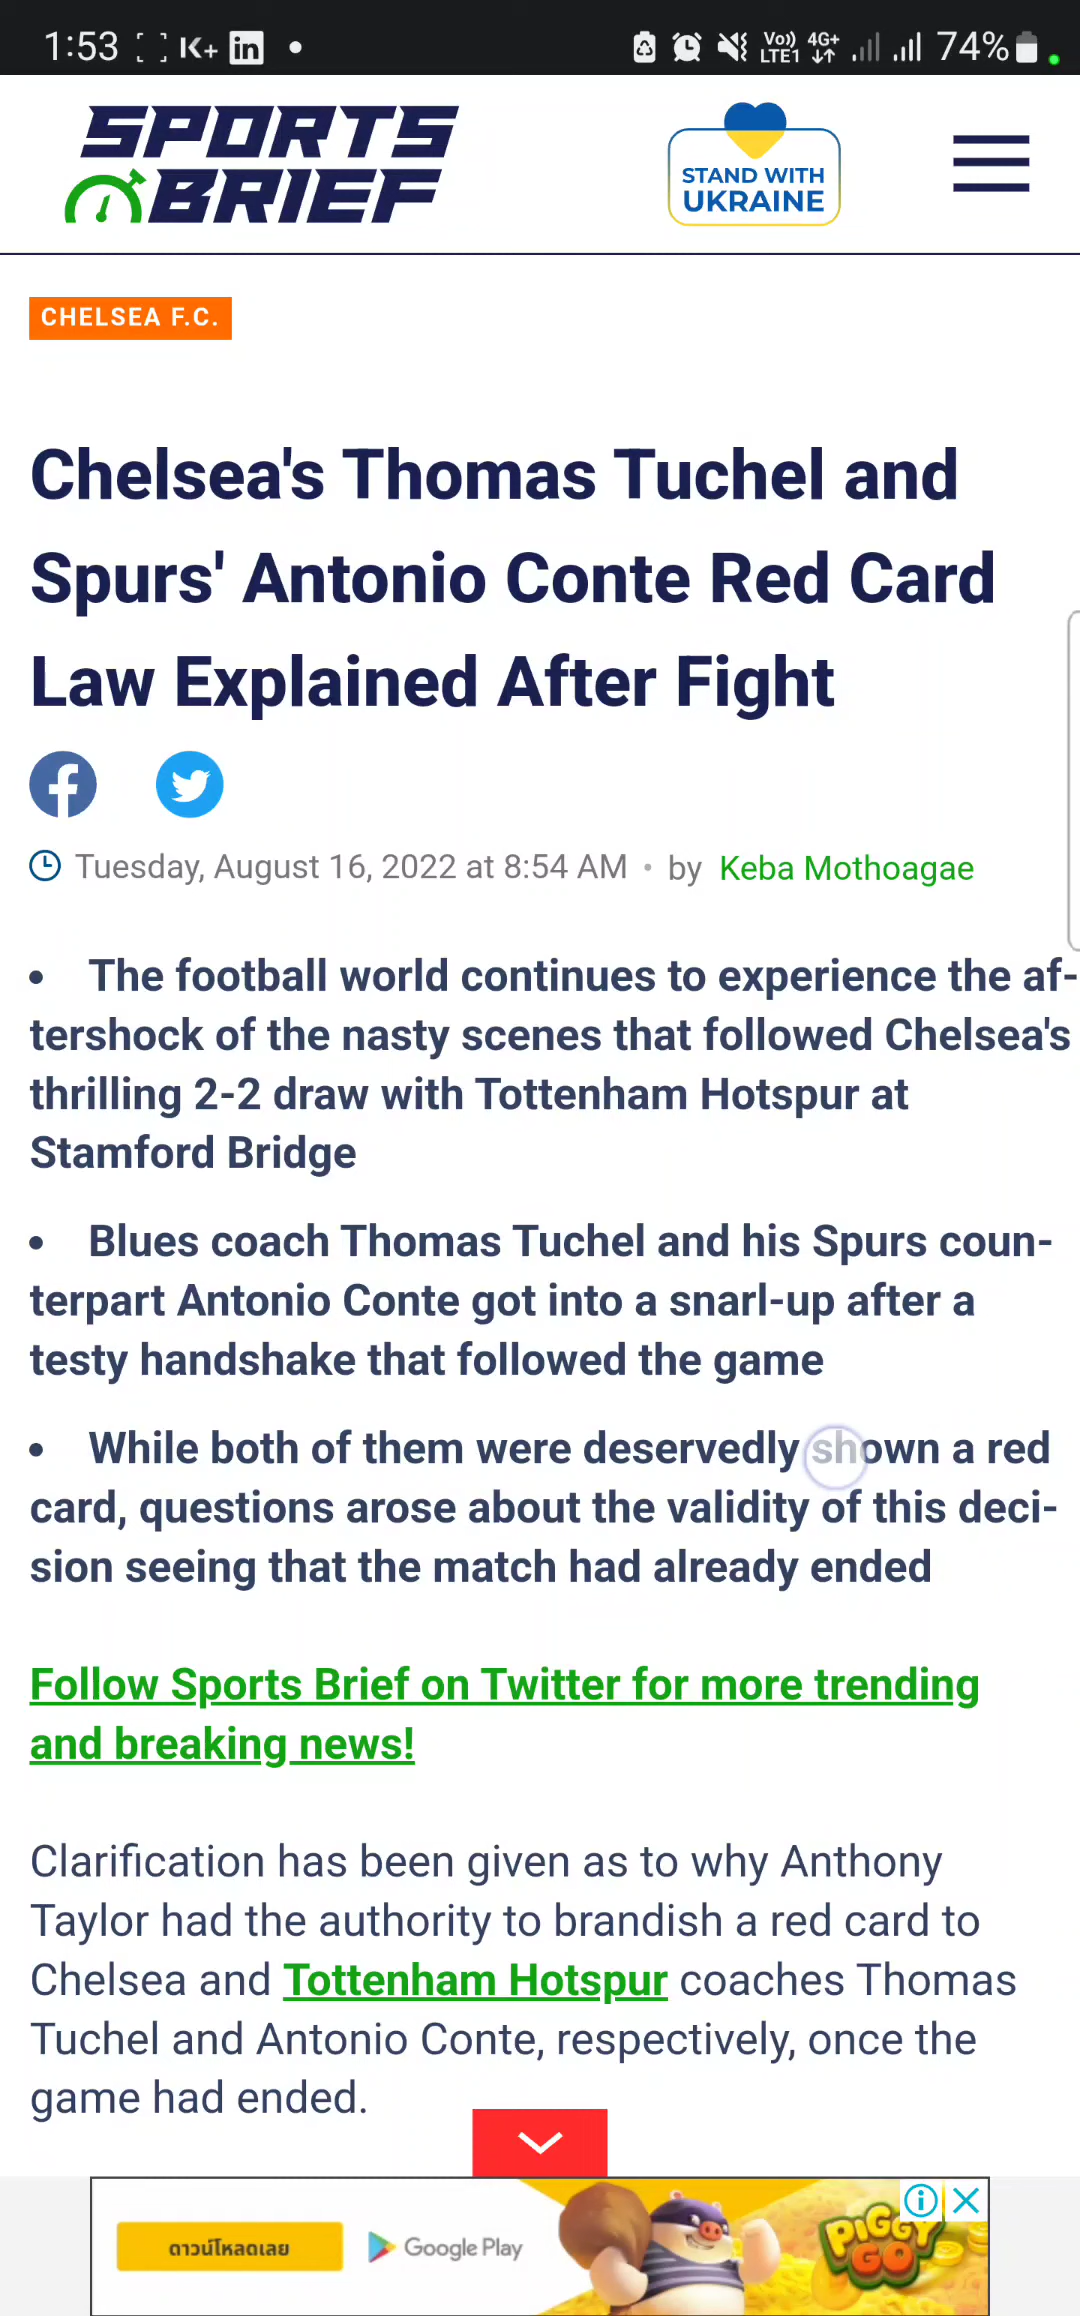 1:53 K+ in Vo)) LTE1 4G+ 74%
SPORTS
BRIEF
STAND WITH
UKRAINE
CHELSEA F.C.
Chelsea's Thomas Tuchel and
Spurs' Antonio Conte Red Card
Law Explained After Fight
Tuesday, August 16, 2022 at 8:54 AM • by Keba Mothoagae
• The football world continues to experience the af-
tershock of the nasty scenes that followed Chelsea's
thrilling 2-2 draw with Tottenham Hotspur at
Stamford Bridge
• Blues coach Thomas Tuchel and his Spurs coun-
terpart Antonio Conte got into a snarl-up after a
testy handshake that followed the game
• While both of them were deservedly shown a red
card, questions arose about the validity of this deci-
sion seeing that the match had already ended
Follow Sports Brief on Twitter for more trending
and breaking news!
Clarification has been given as to why Anthony
Taylor had the authority to brandish a red card to
Chelsea and Tottenham Hotspur coaches Thomas
Tuchel and Antonio Conte, respectively, once the
game had ended.
ดาวน์โหลดเลย
Google Play
PIGGY
GO